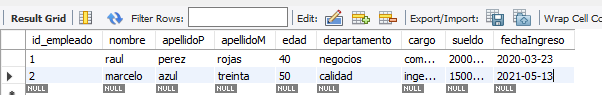 Result Grid Filter Rows: Edit: Export/Import: Wrap Cell Co
id_empleado nombre apellidoP apellidoM edad departamento cargo sueldo fechaIngreso
1 raul perez rojas 40 negocios com... 2000... 2020-03-23
2 marcelo azul treinta 50 calidad inge... 1500... 2021-05-13
NULL NULL NULL NULL NULL NULL NULL NULL NULL